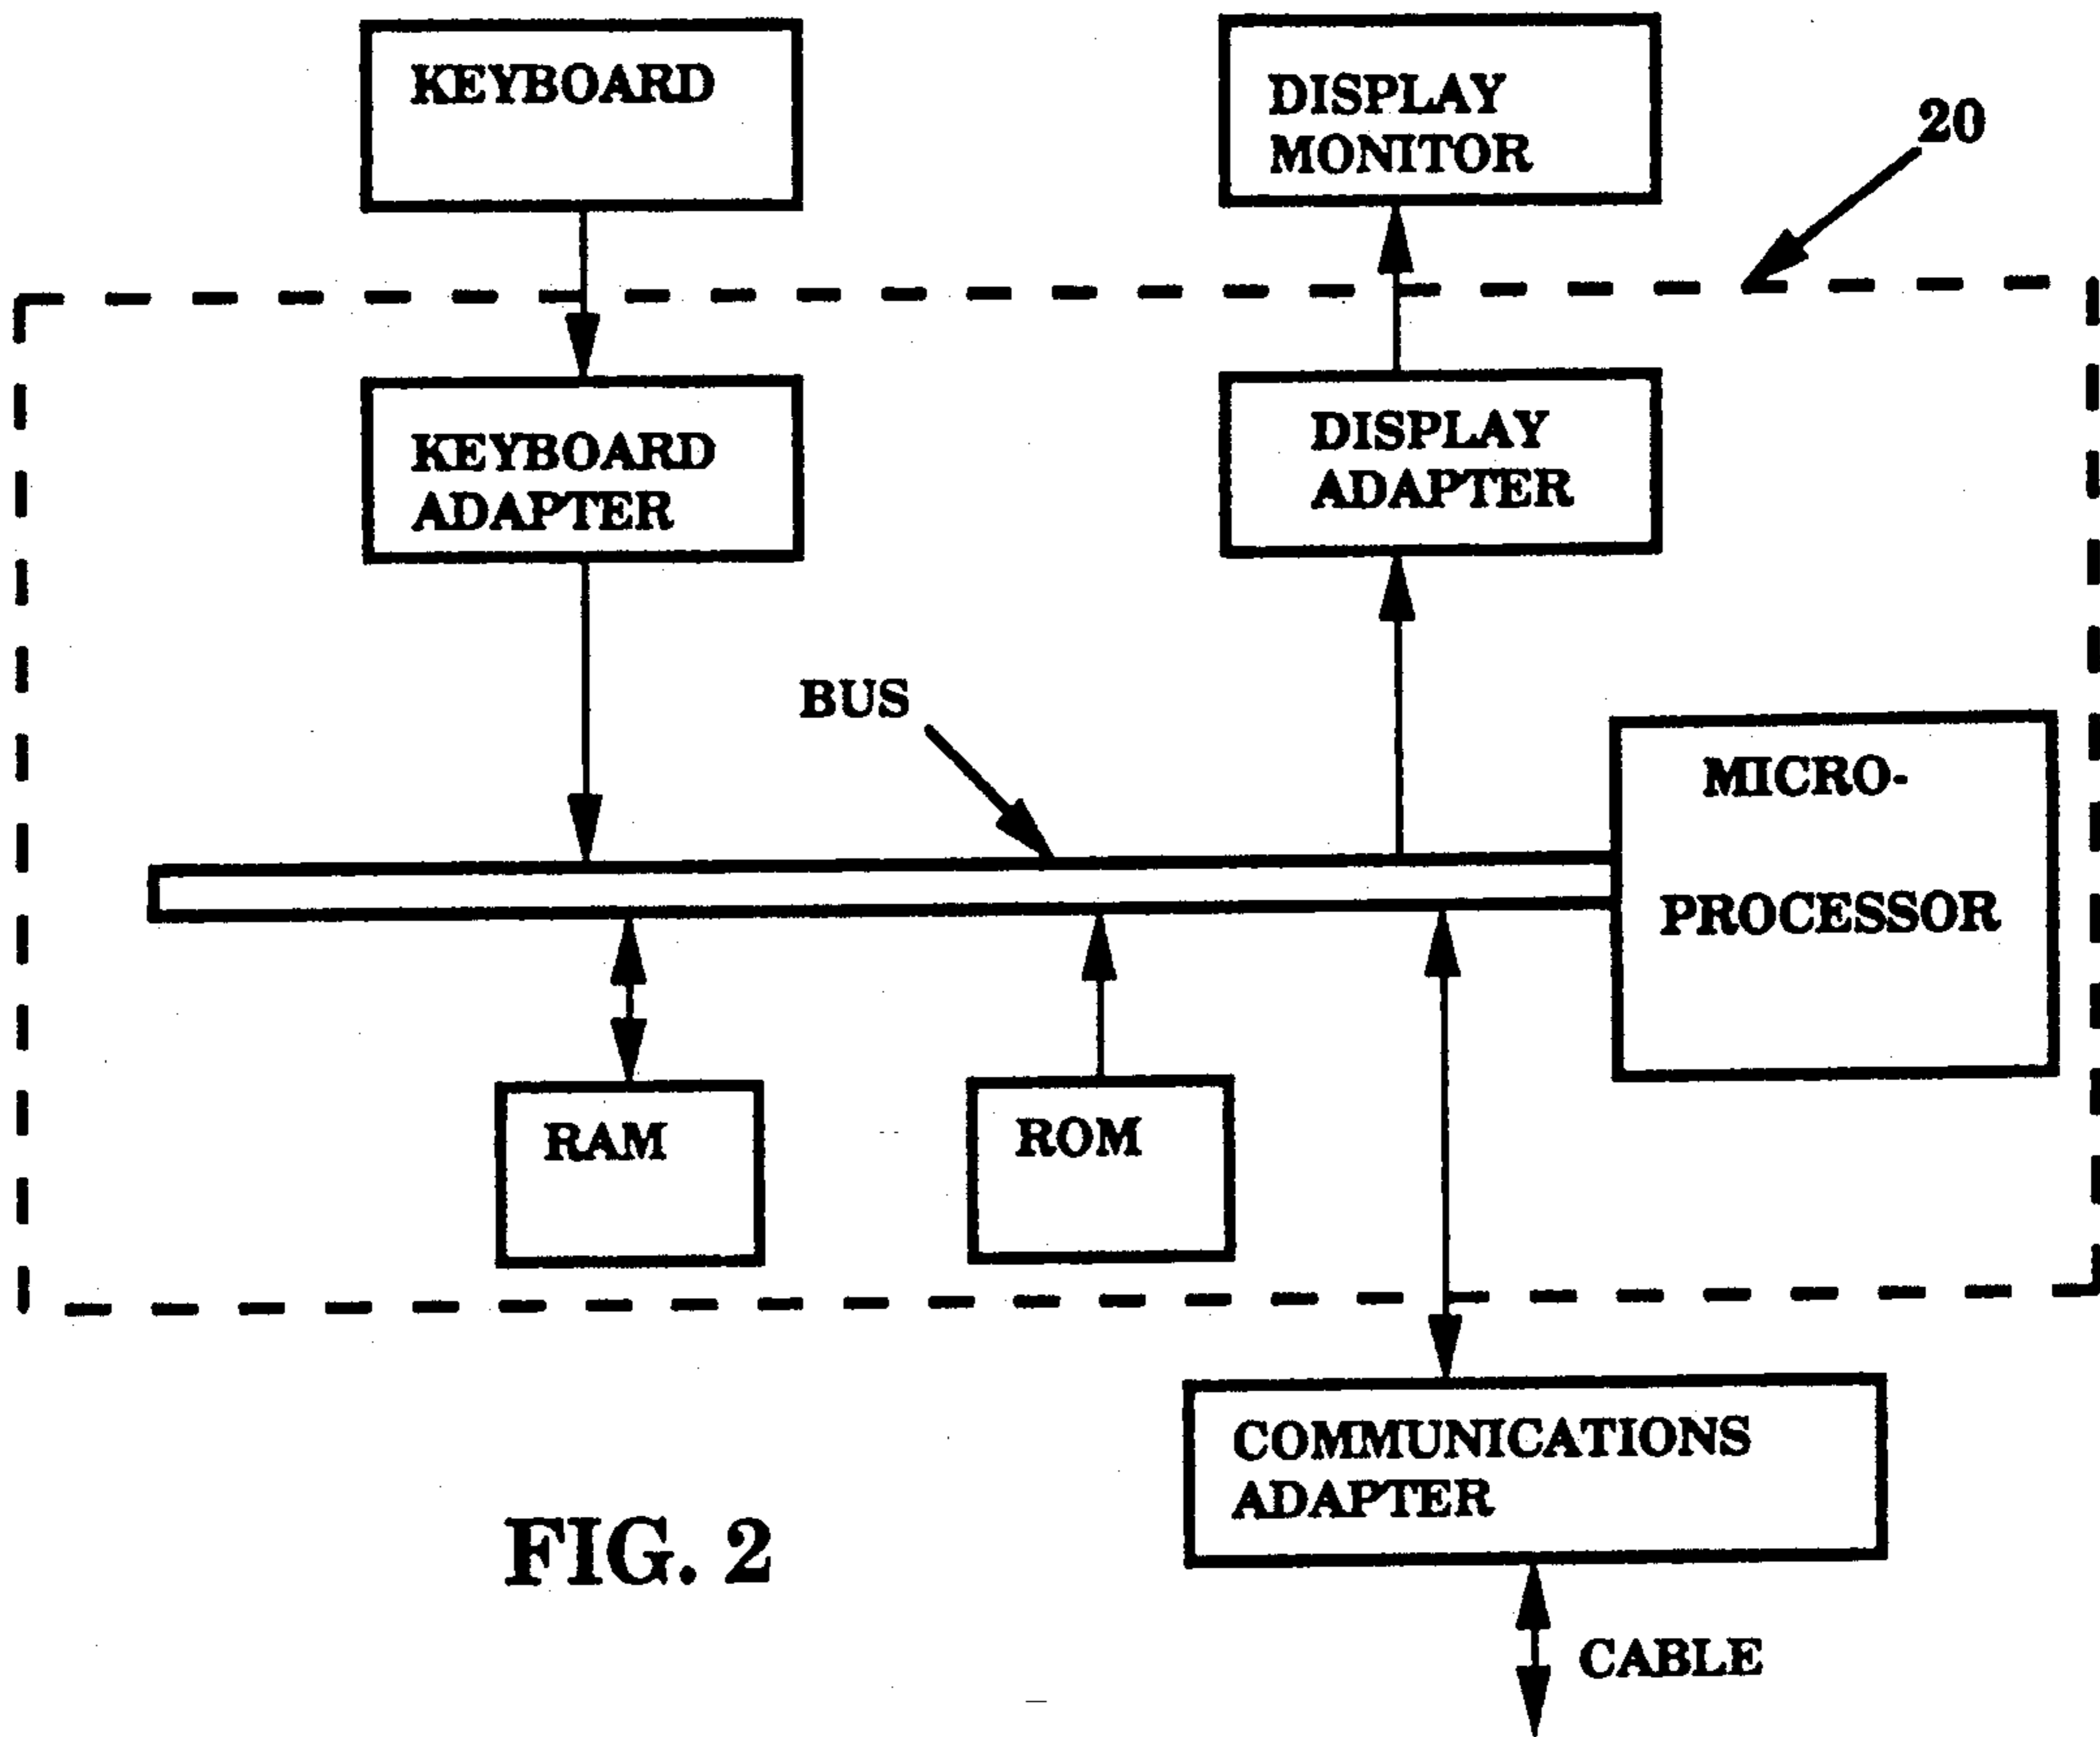 KEYBOARD
DISPLAY
MONITOR
20
KEYBOARD
ADAPTER
DISPLAY
ADAPTER
BUS
MICRO-
PROCESSOR
RAM
ROM
COMMUNICATIONS
ADAPTER
FIG. 2
CABLE